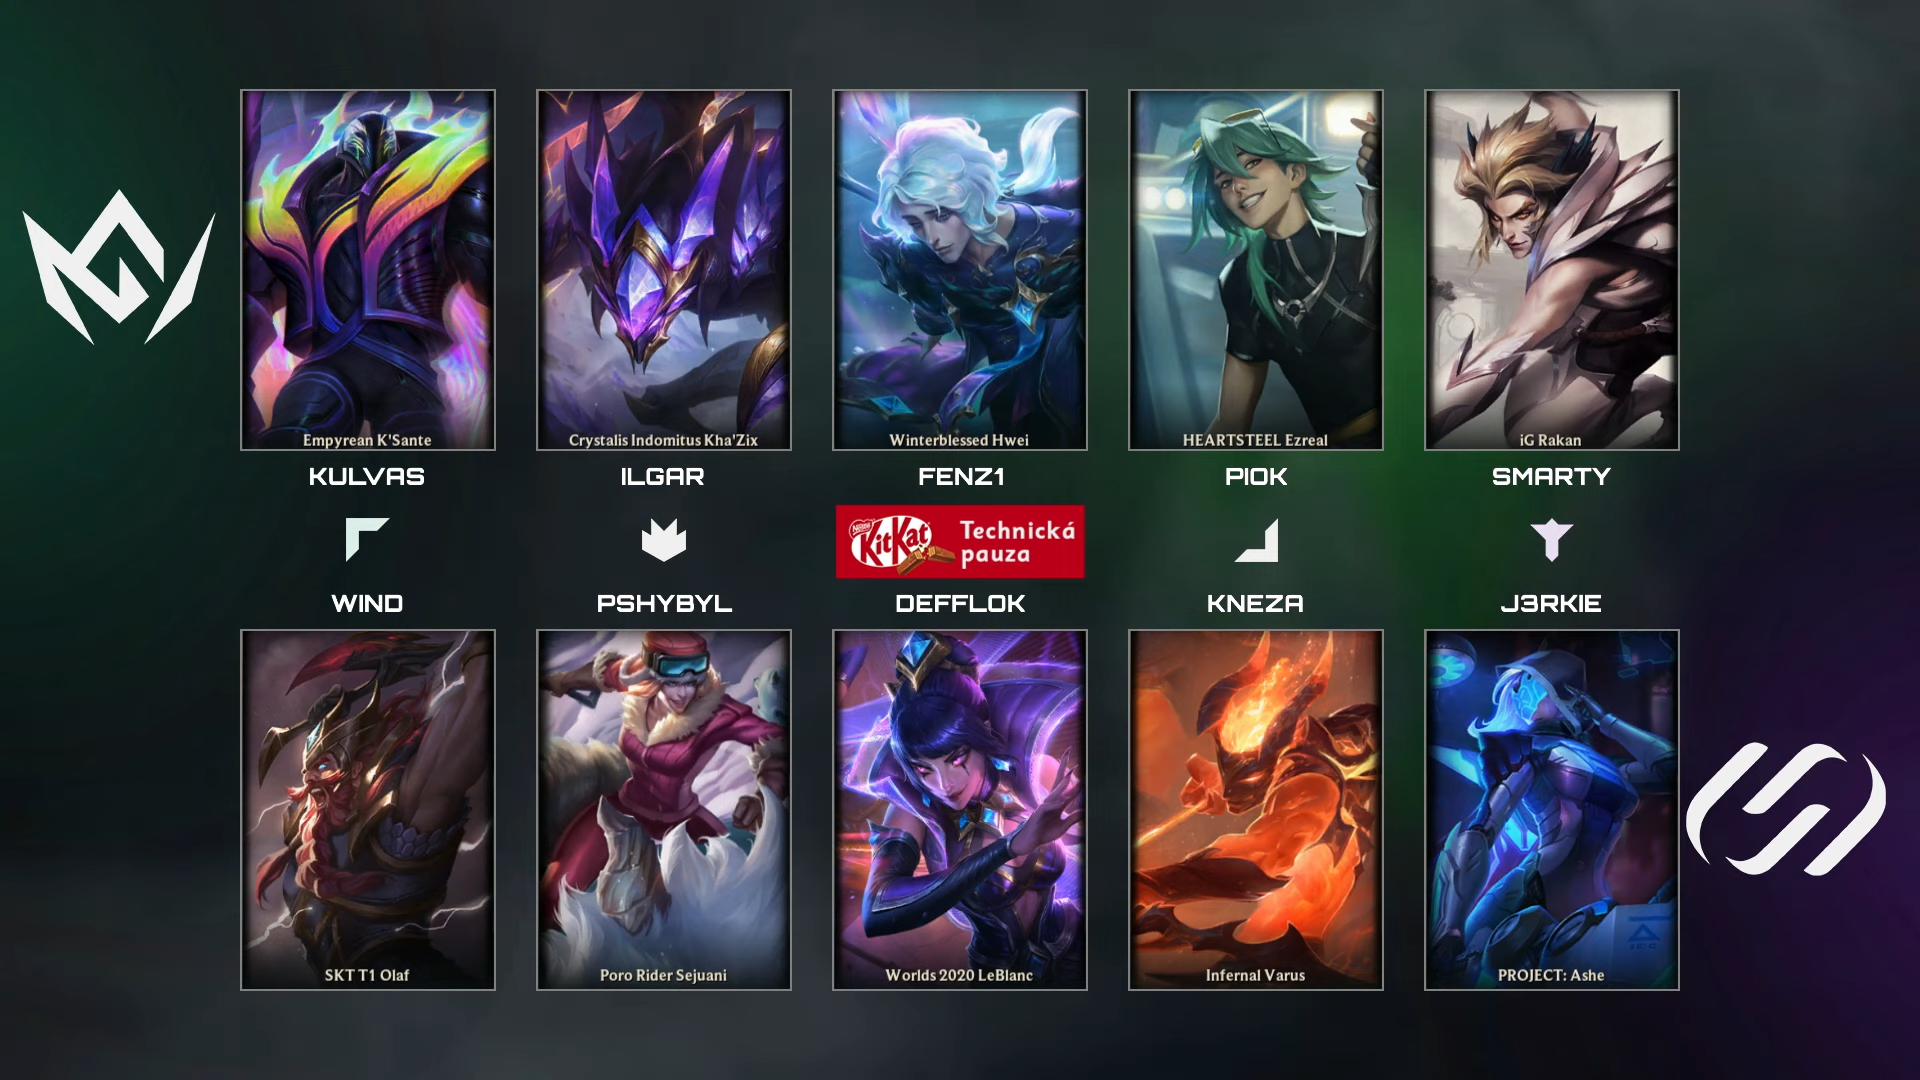 Empyrean K'Sante
Crystalis Indomitus Kha'Zix
Winterblessed Hwei
HEARTSTEEL Ezreal
iG Rakan
KULVAS
ILGAR
FENZ1
PIOK
SMARTY
Nestlé
KitKat
Technická
pauza
WIND
PSHYBYL
DEFFLOK
KNEZA
J3RKIE
SKT T1 Olaf
Poro Rider Sejuani
Worlds 2020 LeBlanc
Infernal Varus
PROJECT: Ashe